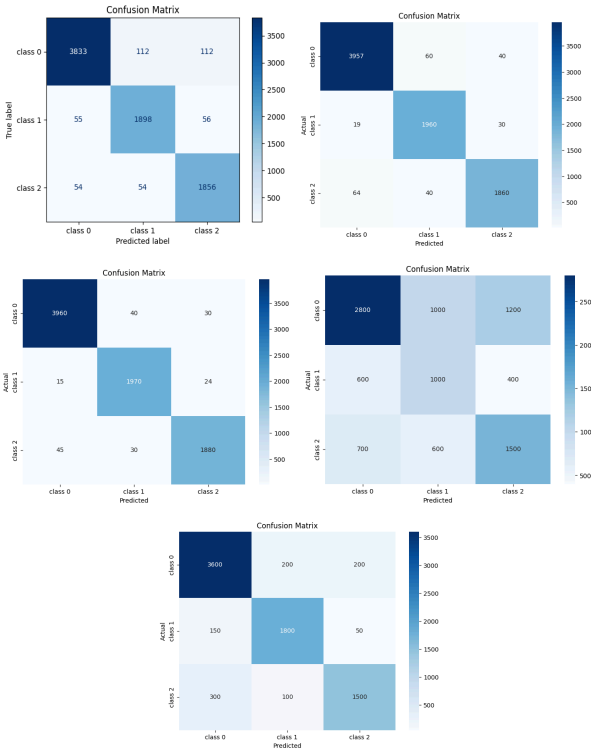 Confusion Matrix
class 0 3833 112 112
class 1 55 1898 56
class 2 54 54 1856
class 0 class 1 class 2
Predicted label
True label
3500
3000
2500
2000
1500
1000
500
Confusion Matrix
class 0 3957 60 40
class 1 19 1960 30
class 2 64 40 1860
class 0 class 1 class 2
Predicted
Actual
3500
3000
2500
2000
1500
1000
500
Confusion Matrix
class 0 3960 40 30
class 1 15 1970 24
class 2 45 30 1880
class 0 class 1 class 2
Predicted
Actual
3500
3000
2500
2000
1500
1000
500
Confusion Matrix
class 0 2800 1000 1200
class 1 600 1000 400
class 2 700 600 1500
class 0 class 1 class 2
Predicted
Actual
Confusion Matrix
class 0 3600 200 200
class 1 150 1800 50
class 2 300 100 1500
class 0 class 1 class 2
Predicted
Actual
3500
3000
2500
2000
1500
1000
500